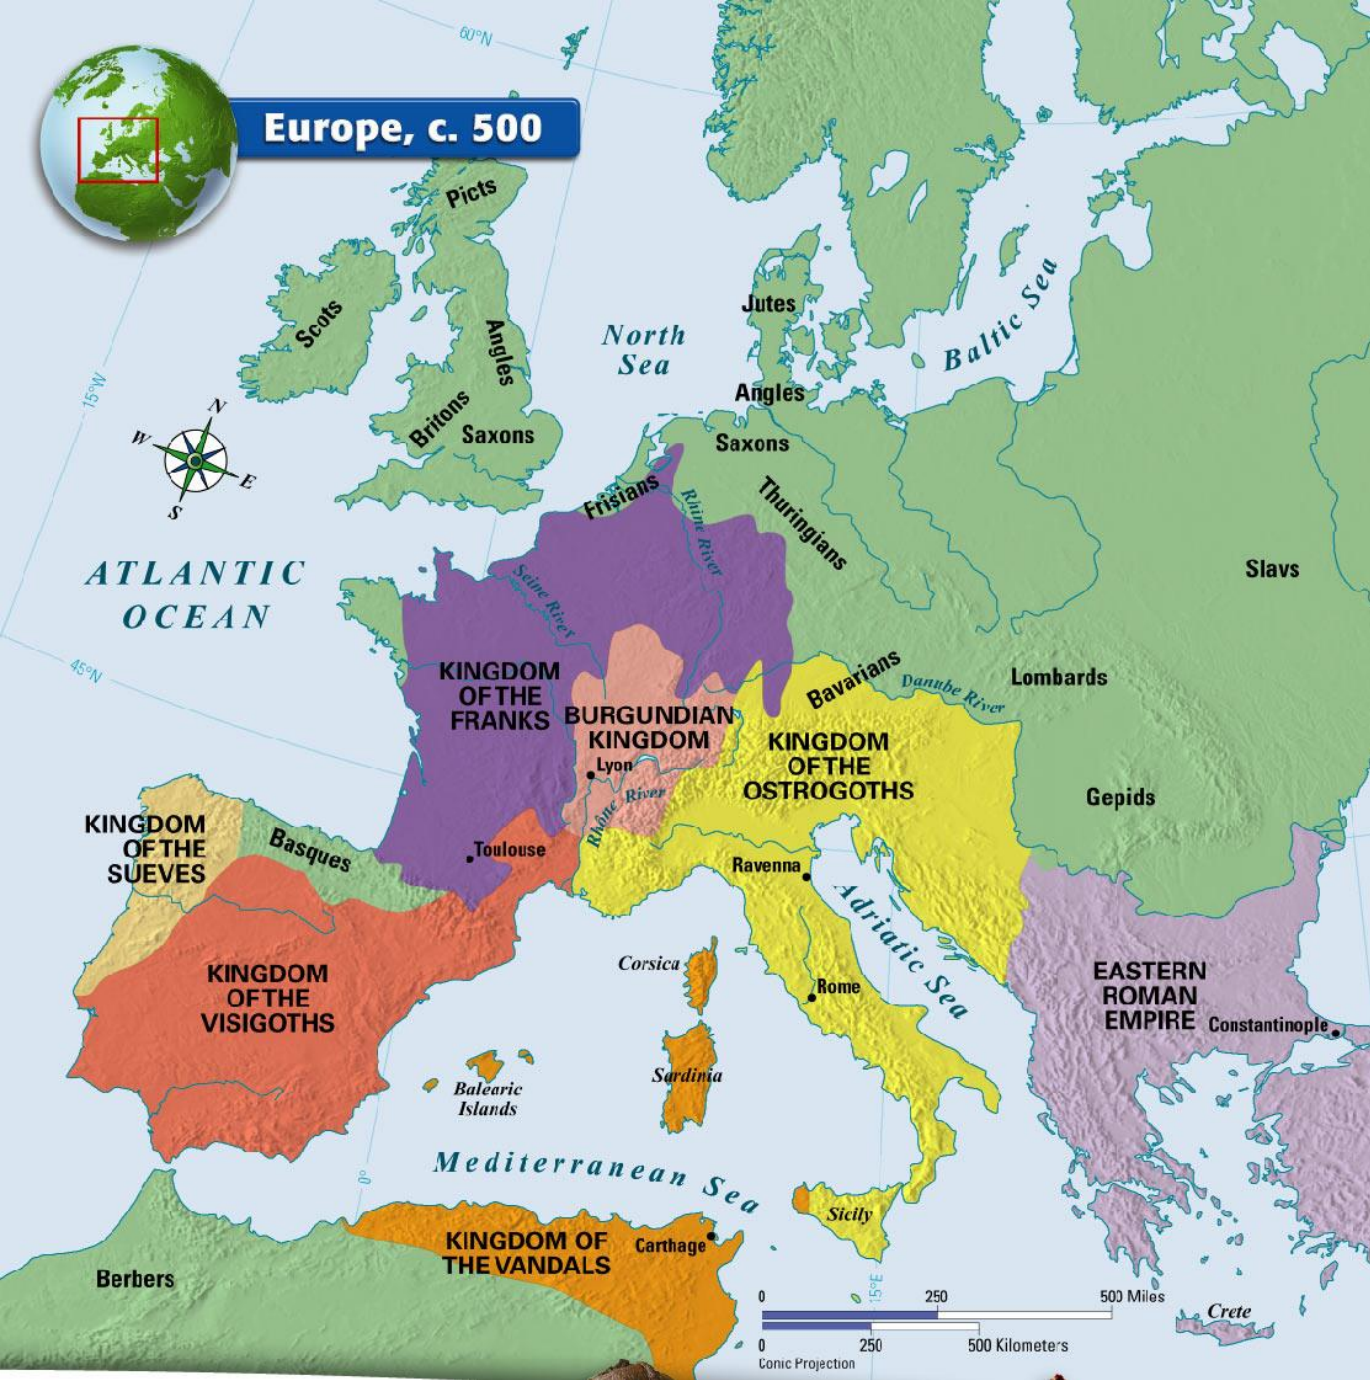 60°N
Europe, c. 500
Picts
Scots
Angles
Britons
Saxons
North
Sea
Jutes
Angles
Saxons
Baltic Sea
15°W
N
W
E
S
Frisians
Rhine River
Thuringians
Slavs
ATLANTIC
OCEAN
Seine River
45°N
KINGDOM
OF THE
FRANKS
BURGUNDIAN
KINGDOM
Lyon
Rhône River
Bavarians
Danube River
Lombards
KINGDOM
OF THE
OSTROGOTHS
Gepids
KINGDOM
OF THE
SUEVES
Basques
Toulouse
Ravenna
Adriatic Sea
KINGDOM
OF THE
VISIGOTHS
Corsica
Rome
EASTERN
ROMAN
EMPIRE
Constantinople
Balearic
Islands
Sardinia
Mediterranean Sea
0°
Sicily
KINGDOM OF
THE VANDALS
Carthage
Berbers
15°E
Crete
0 250 500 Miles
0 250 500 Kilometers
Conic Projection